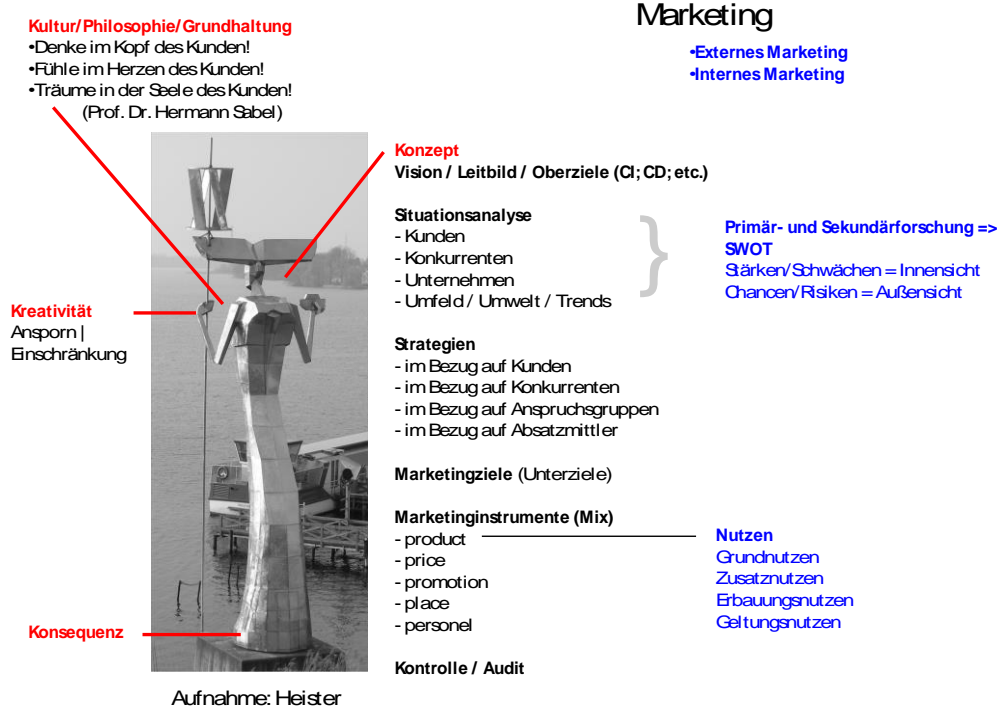 Marketing
•Externes Marketing
•Internes Marketing
Kultur/Philosophie/Grundhaltung
•Denke im Kopf des Kunden!
•Fühle im Herzen des Kunden!
•Träume in der Seele des Kunden!
(Prof. Dr. Hermann Sabel)
Konzept
Vision / Leitbild / Oberziele (CI; CD; etc.)
Situationsanalyse
- Kunden
- Konkurrenten
- Unternehmen
- Umfeld / Umwelt / Trends
}
Primär- und Sekundärforschung =>
SWOT
Stärken/Schwächen = Innensicht
Chancen/Risiken = Außensicht
Kreativität
Ansporn |
Einschränkung
Strategien
- im Bezug auf Kunden
- im Bezug auf Konkurrenten
- im Bezug auf Anspruchsgruppen
- im Bezug auf Absatzmittler
Marketingziele (Unterziele)
Marketinginstrumente (Mix)
- product
- price
- promotion
- place
- personel
Nutzen
Grundnutzen
Zusatznutzen
Erbauungsnutzen
Geltungsnutzen
Konsequenz
Kontrolle / Audit
Aufnahme: Heister